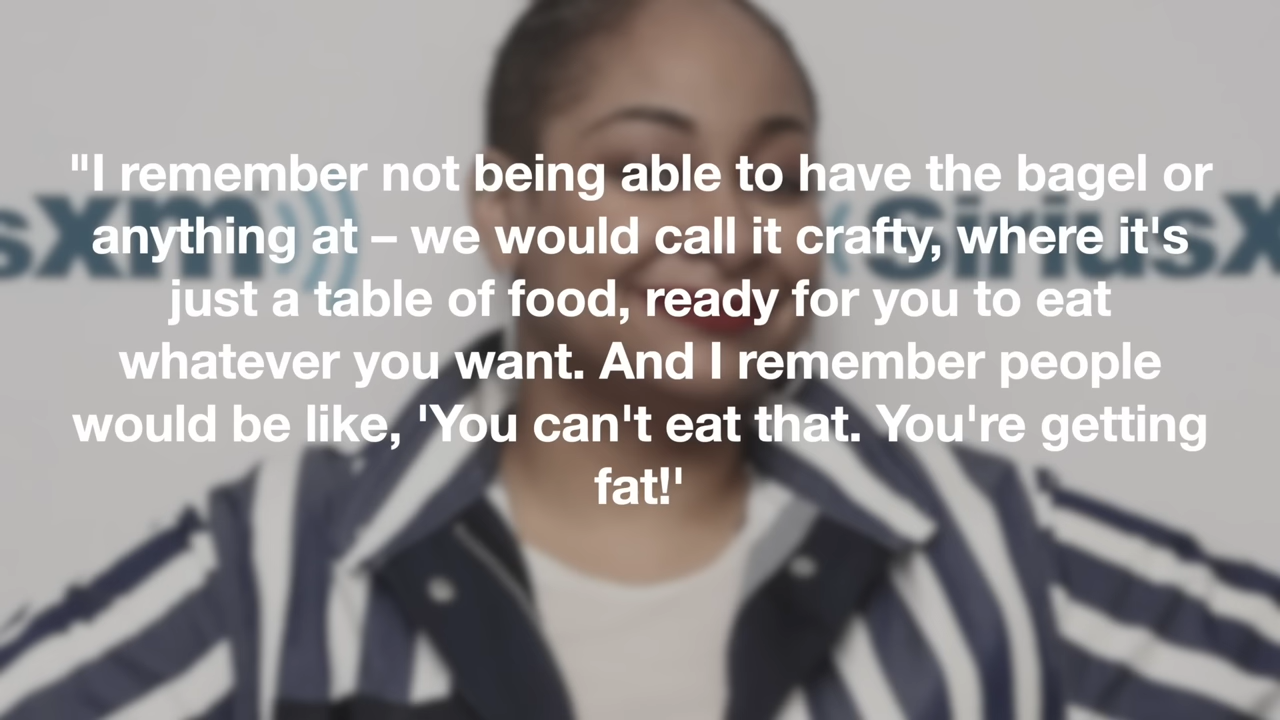 "I remember not being able to have the bagel or
anything at – we would call it crafty, where it's
just a table of food, ready for you to eat
whatever you want. And I remember people
would be like, 'You can't eat that. You're getting
fat!'
sxm
SiriusX